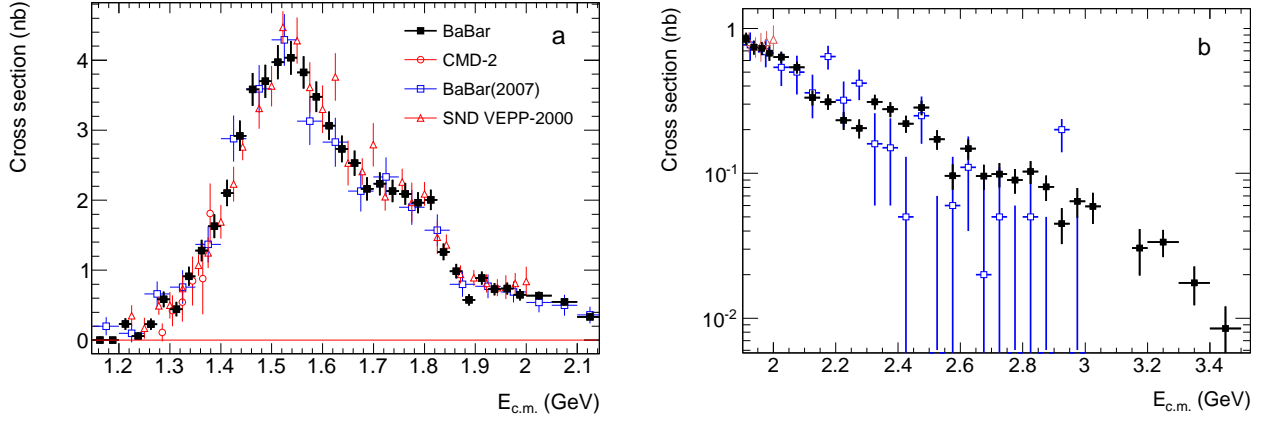 Cross section (nb)
a
BaBar
CMD-2
BaBar(2007)
SND VEPP-2000
4
3
2
1
0
1.2 1.3 1.4 1.5 1.6 1.7 1.8 1.9 2 2.1
E_c.m. (GeV)
Cross section (nb)
b
1
10^-1
10^-2
2 2.2 2.4 2.6 2.8 3 3.2 3.4
E_c.m. (GeV)